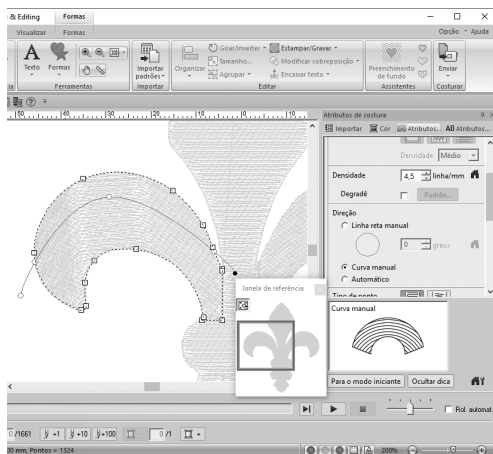 & Editing Formas
Visualizar Formas Opção Ajuda
Texto Formas
Ferramentas
Importar padrões
Importar
Organizar
Girar/Inverter Estampar/Gravar
Tamanho... Modificar sobreposição
Agrupar Encaixar texto
Editar
Preenchimento de fundo
Assistentes
Enviar
Costurar
Atributos de costura
Importar Cor Atributos... AB Atributos...
Densidade Médio
Densidade 4,5 linha/mm
Degradê Padrão...
Direção
Linha reta manual
0 greur
Curva manual
Automático
Tipo de ponto
Curva manual
Para o modo iniciante Ocultar dica
Janela de referência
Rol. automat.
0 /1661 +1 +10 +100 - 0 /1 +
00 mm, Pontos = 1324 200%